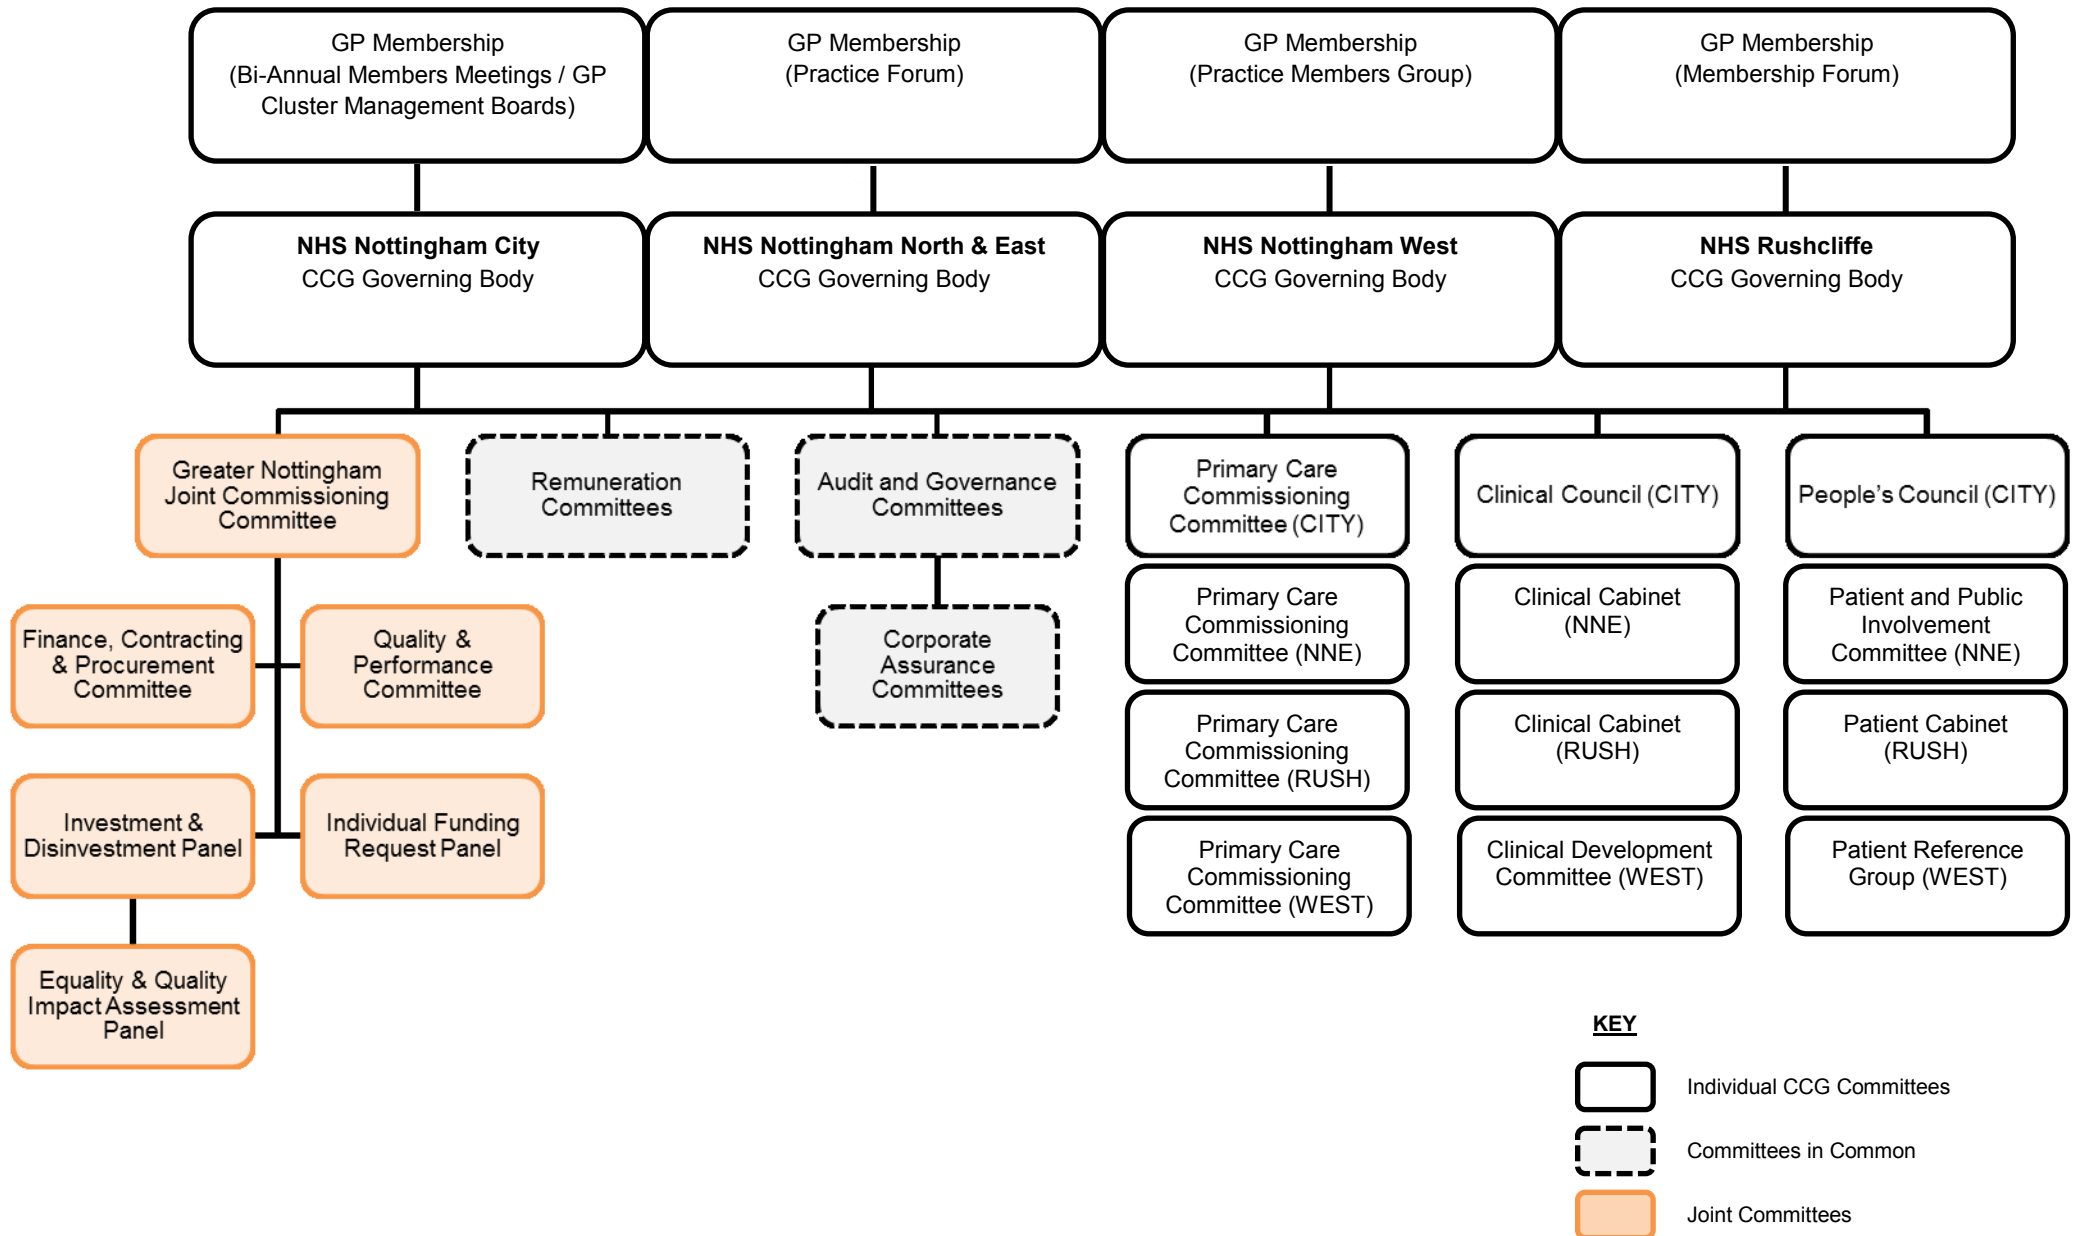 GP Membership
(Bi-Annual Members Meetings / GP
Cluster Management Boards)
GP Membership
(Practice Forum)
GP Membership
(Practice Members Group)
GP Membership
(Membership Forum)
NHS Nottingham City
CCG Governing Body
NHS Nottingham North & East
CCG Governing Body
NHS Nottingham West
CCG Governing Body
NHS Rushcliffe
CCG Governing Body
Greater Nottingham
Joint Commissioning
Committee
Remuneration
Committees
Audit and Governance
Committees
Primary Care
Commissioning
Committee (CITY)
Clinical Council (CITY)
People's Council (CITY)
Primary Care
Commissioning
Committee (NNE)
Clinical Cabinet
(NNE)
Patient and Public
Involvement
Committee (NNE)
Finance, Contracting
& Procurement
Committee
Quality &
Performance
Committee
Corporate
Assurance
Committees
Primary Care
Commissioning
Committee (RUSH)
Clinical Cabinet
(RUSH)
Patient Cabinet
(RUSH)
Investment &
Disinvestment Panel
Individual Funding
Request Panel
Primary Care
Commissioning
Committee (WEST)
Clinical Development
Committee (WEST)
Patient Reference
Group (WEST)
Equality & Quality
Impact Assessment
Panel
KEY
Individual CCG Committees
Committees in Common
Joint Committees